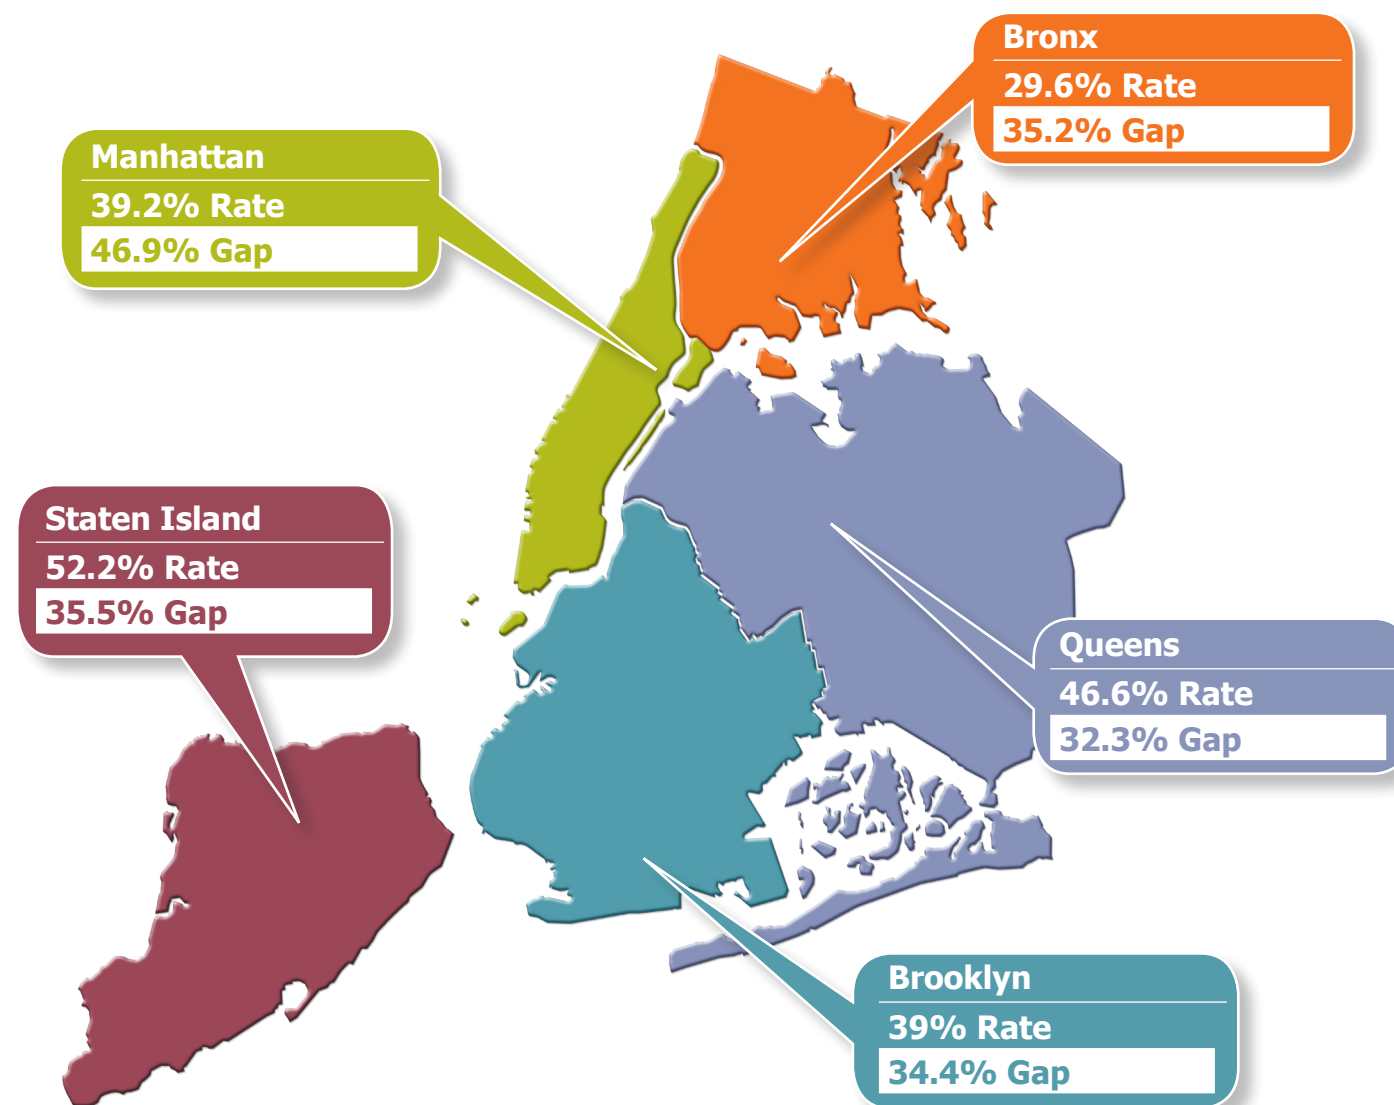 Bronx
29.6% Rate
35.2% Gap
Manhattan
39.2% Rate
46.9% Gap
Staten Island
52.2% Rate
35.5% Gap
Queens
46.6% Rate
32.3% Gap
Brooklyn
39% Rate
34.4% Gap